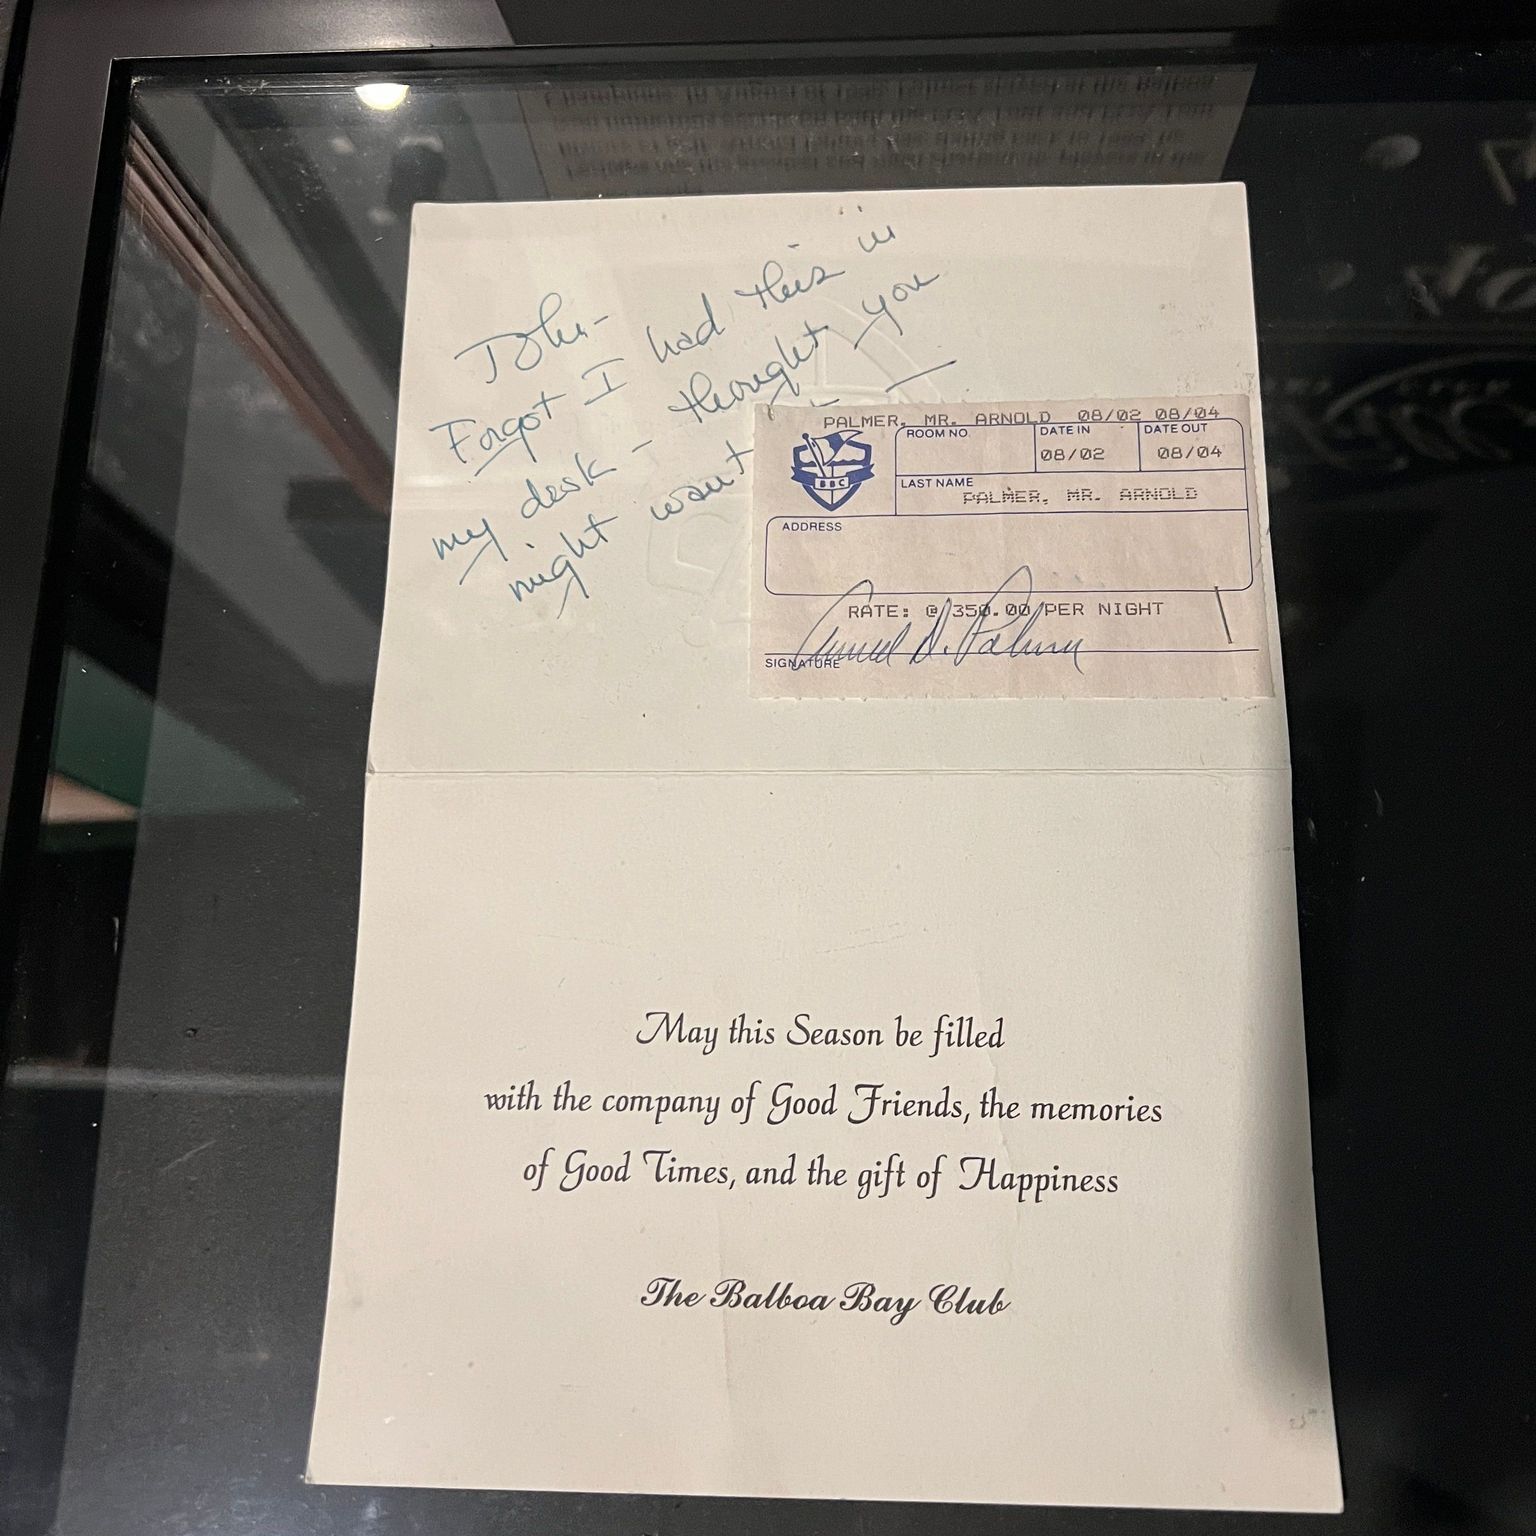 John-
Forgot I had this in
my desk - thought you
might want
PALMER, MR. ARNOLD 08/02 08/04
ROOM NO.
DATE IN
DATE OUT
08/02
08/04
LAST NAME
PALMER, MR. ARNOLD
BBC
ADDRESS
RATE: @ 350.00 PER NIGHT
Arnold D. Palmer
SIGNATURE
May this Season be filled
with the company of Good Friends, the memories
of Good Times, and the gift of Happiness
The Balboa Bay Club